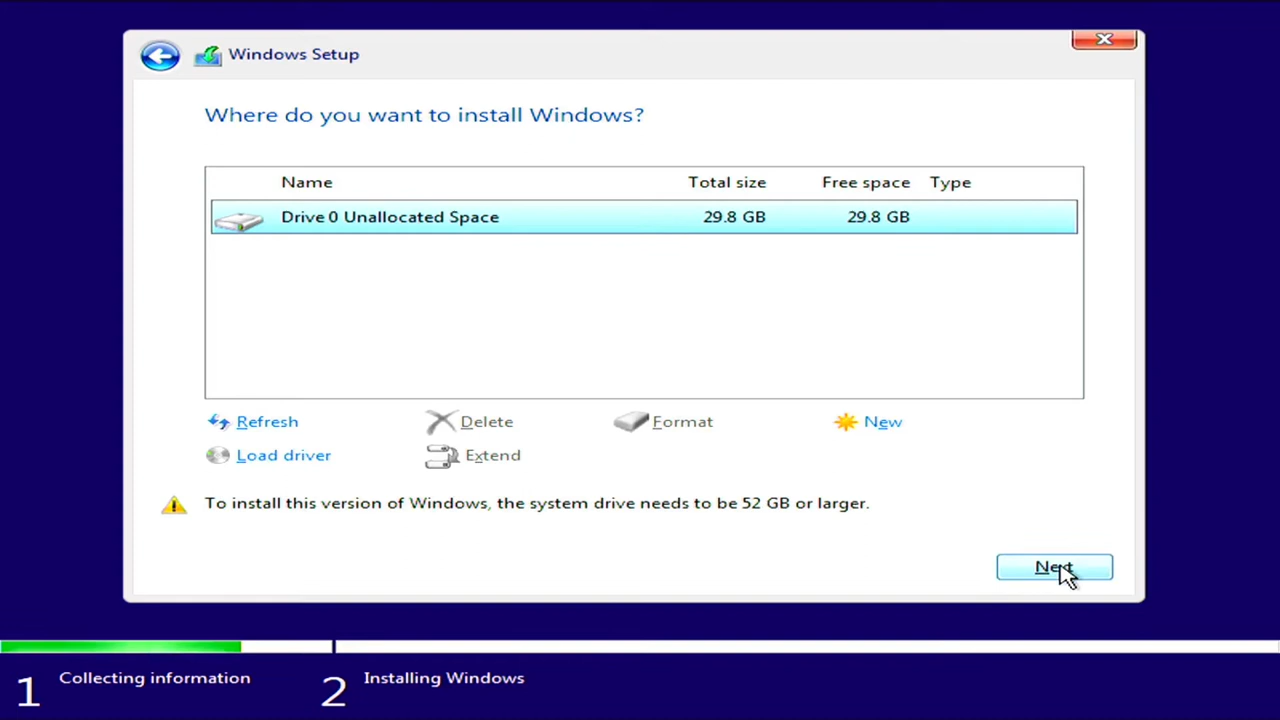 Windows Setup
Where do you want to install Windows?
Name Total size Free space Type
Drive 0 Unallocated Space 29.8 GB 29.8 GB
Refresh Delete Format New
Load driver Extend
To install this version of Windows, the system drive needs to be 52 GB or larger.
Next
1 Collecting information 2 Installing Windows